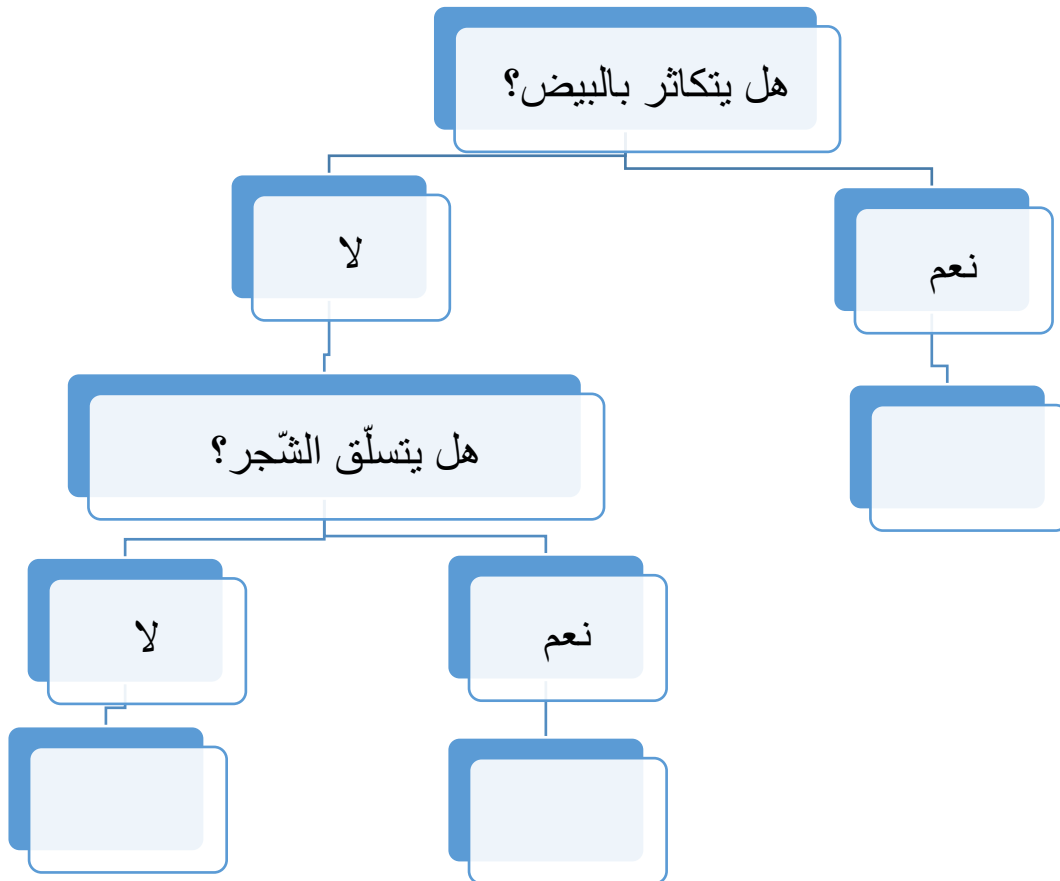 هل يتكاثر بالبيض؟
نعم
لا
هل يتسلّق الشّجر؟
نعم
لا